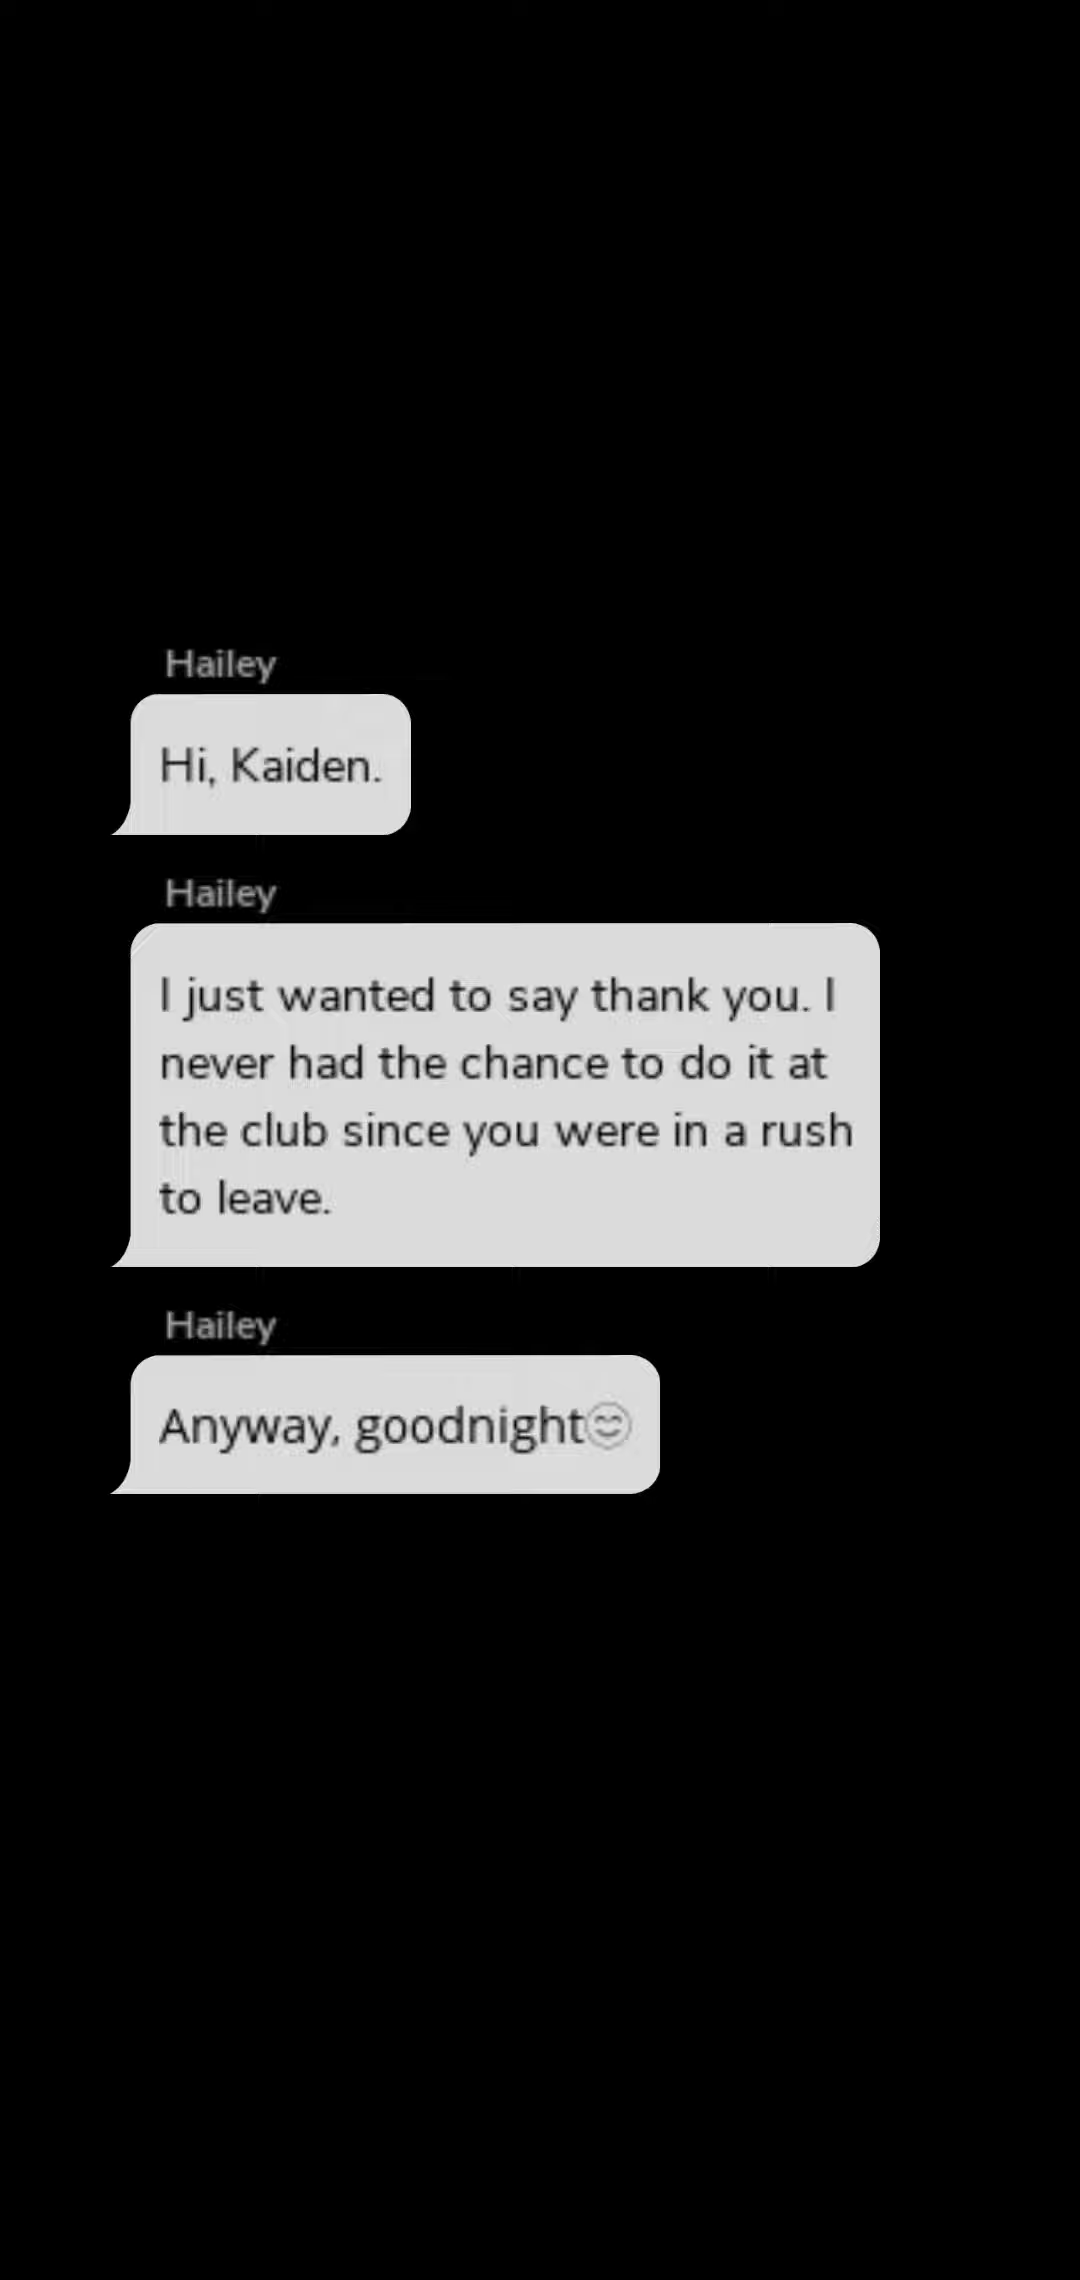 Hailey
Hi, Kaiden.
Hailey
I just wanted to say thank you. I
never had the chance to do it at
the club since you were in a rush
to leave.
Hailey
Anyway, goodnight😊